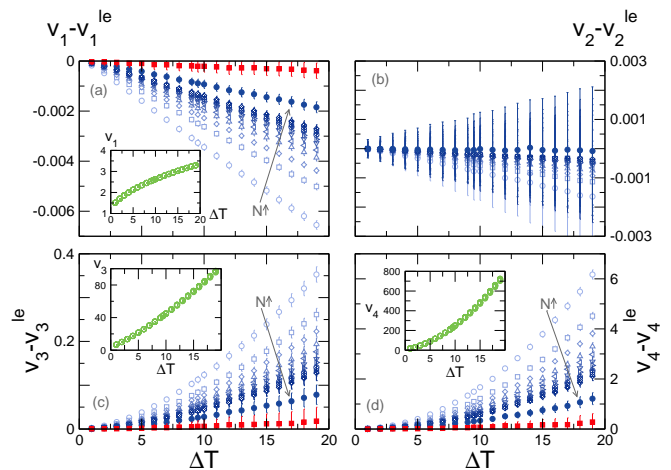 v1-v1le
v2-v2le
0
-0.002
-0.004
-0.006
(a)
v1
4
3
2
1
0 5 10 15 20
ΔT
N↑
(b)
0.003
0.001
-0.001
-0.003
0.4
0.3
0.2
0.1
0
v3-v3le
v3
80
40
0
0 5 10 15
ΔT
N↑
(c)
0 5 10 15 20
ΔT
800
600
400
200
0
v4
0 5 10 15
ΔT
N↑
(d)
6
4
2
0
v4-v4le
0 5 10 15 20
ΔT